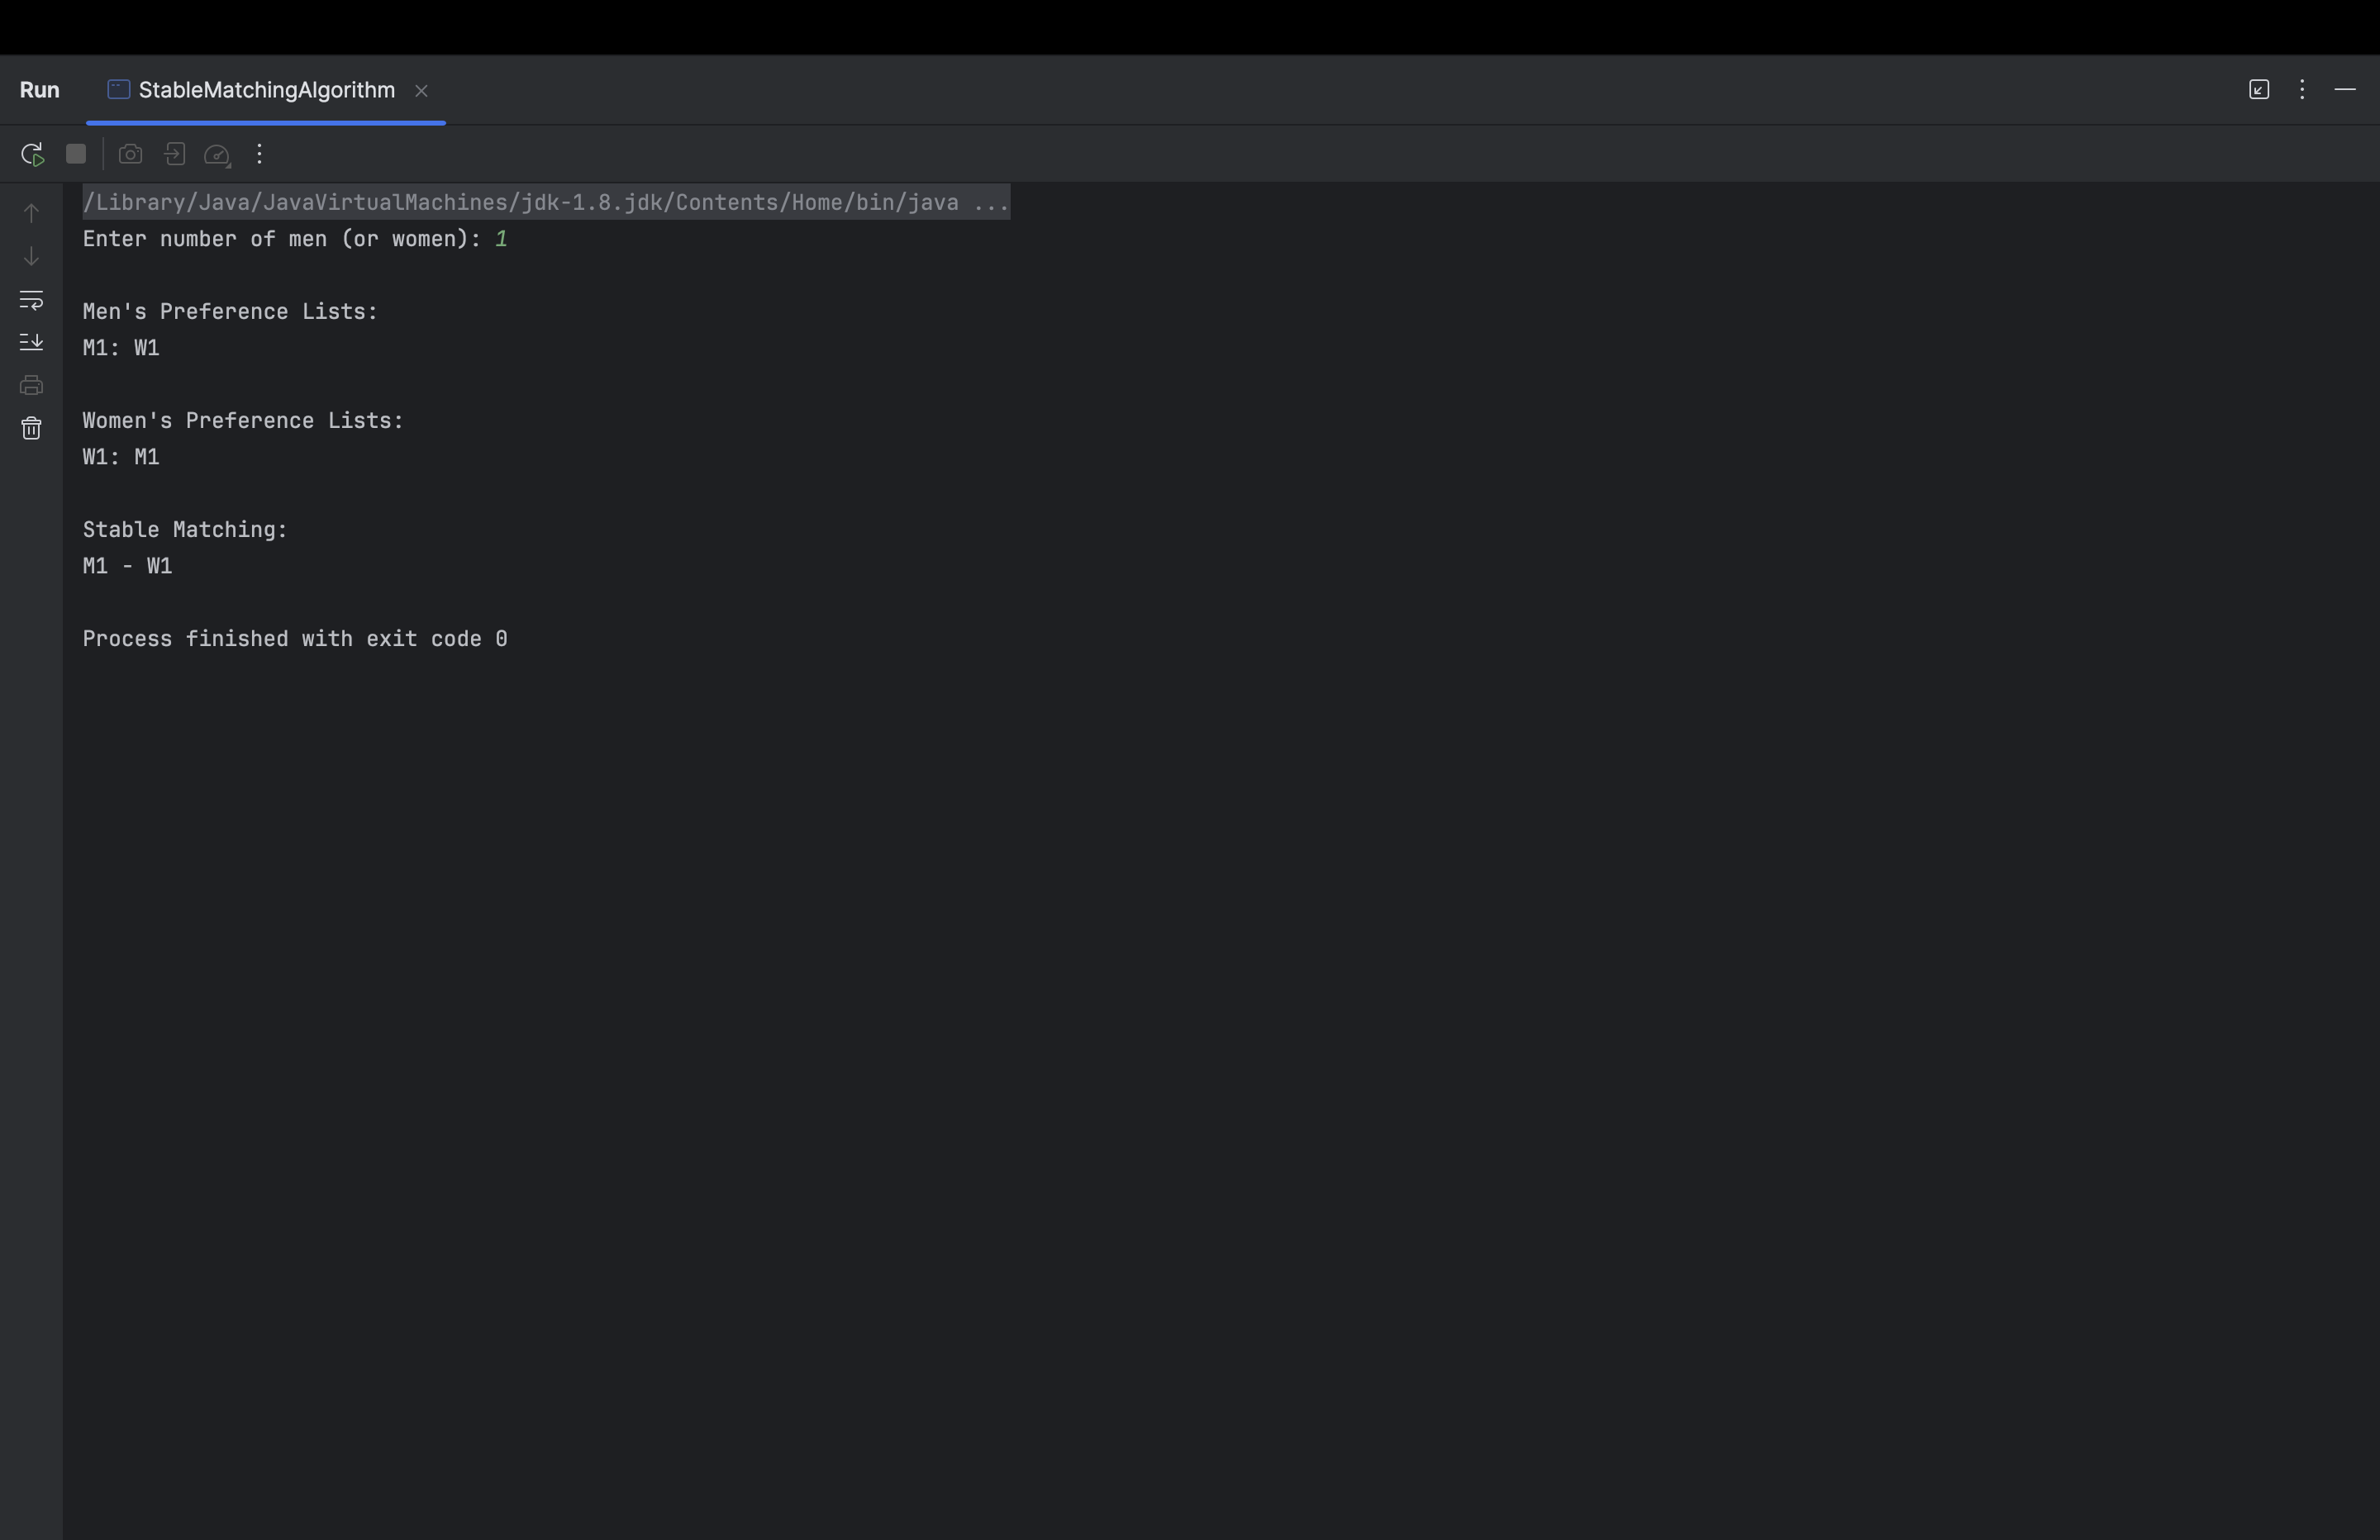 Run StableMatchingAlgorithm
/Library/Java/JavaVirtualMachines/jdk-1.8.jdk/Contents/Home/bin/java ...
Enter number of men (or women): 1
Men's Preference Lists:
M1: W1
Women's Preference Lists:
W1: M1
Stable Matching:
M1 - W1
Process finished with exit code 0